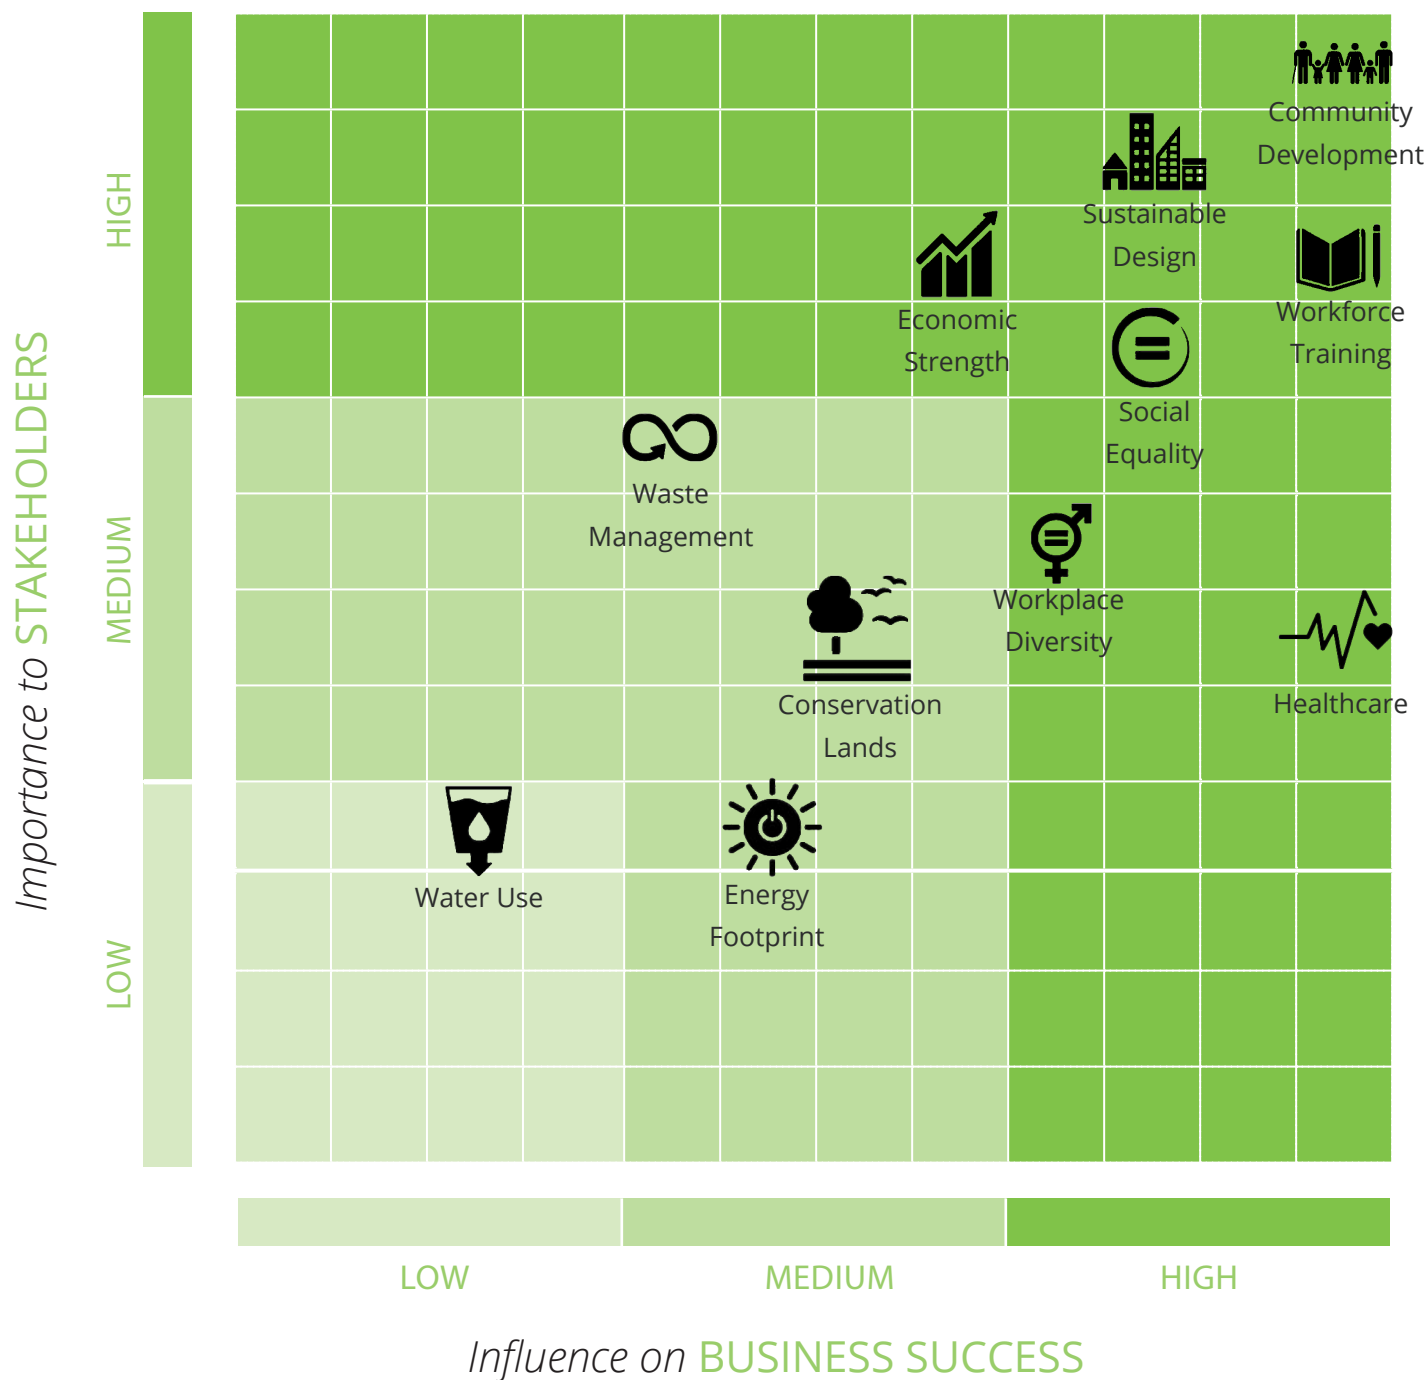 Importance to STAKEHOLDERS
HIGH
MEDIUM
LOW
Community
Development
Sustainable
Design
Economic
Strength
Workforce
Training
Social
Equality
Waste
Management
Workplace
Diversity
Conservation
Lands
Healthcare
Water Use
Energy
Footprint
LOW
MEDIUM
HIGH
Influence on BUSINESS SUCCESS